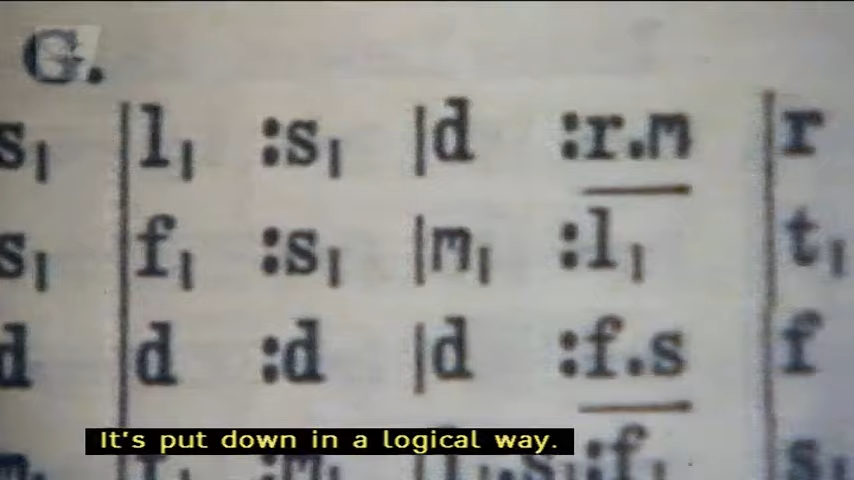 G.
s₁ |l₁ :s₁ |d :r.m |r
s₁ |f₁ :s₁ |m₁ :l₁ |t₁
d |d :d |d :f.s |f
It's put down in a logical way.